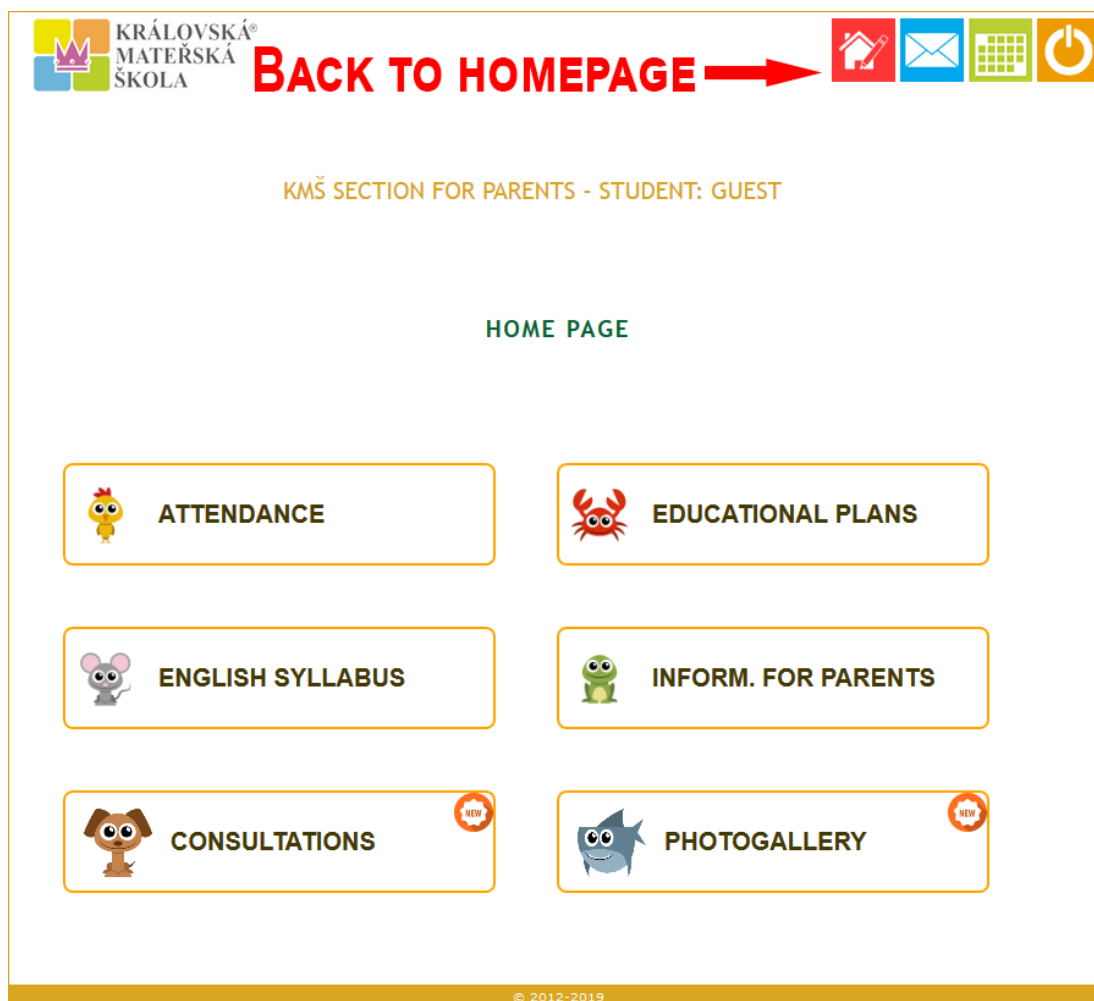 KRÁLOVSKÁ®
MATEŘSKÁ
ŠKOLA
BACK TO HOMEPAGE
KMŠ SECTION FOR PARENTS - STUDENT: GUEST
HOME PAGE
ATTENDANCE
EDUCATIONAL PLANS
ENGLISH SYLLABUS
INFORM. FOR PARENTS
NEW
CONSULTATIONS
NEW
PHOTOGALLERY
© 2012-2019